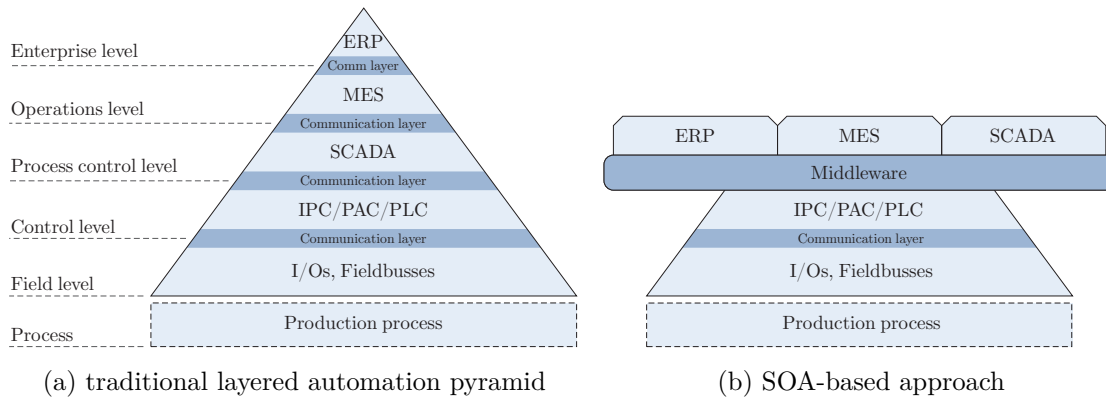 Enterprise level
Operations level
Process control level
Control level
Field level
Process
ERP
Comm layer
MES
Communication layer
SCADA
Communication layer
IPC/PAC/PLC
Communication layer
I/Os, Fieldbusses
Production process
(a) traditional layered automation pyramid
ERP MES SCADA
Middleware
IPC/PAC/PLC
Communication layer
I/Os, Fieldbusses
Production process
(b) SOA-based approach